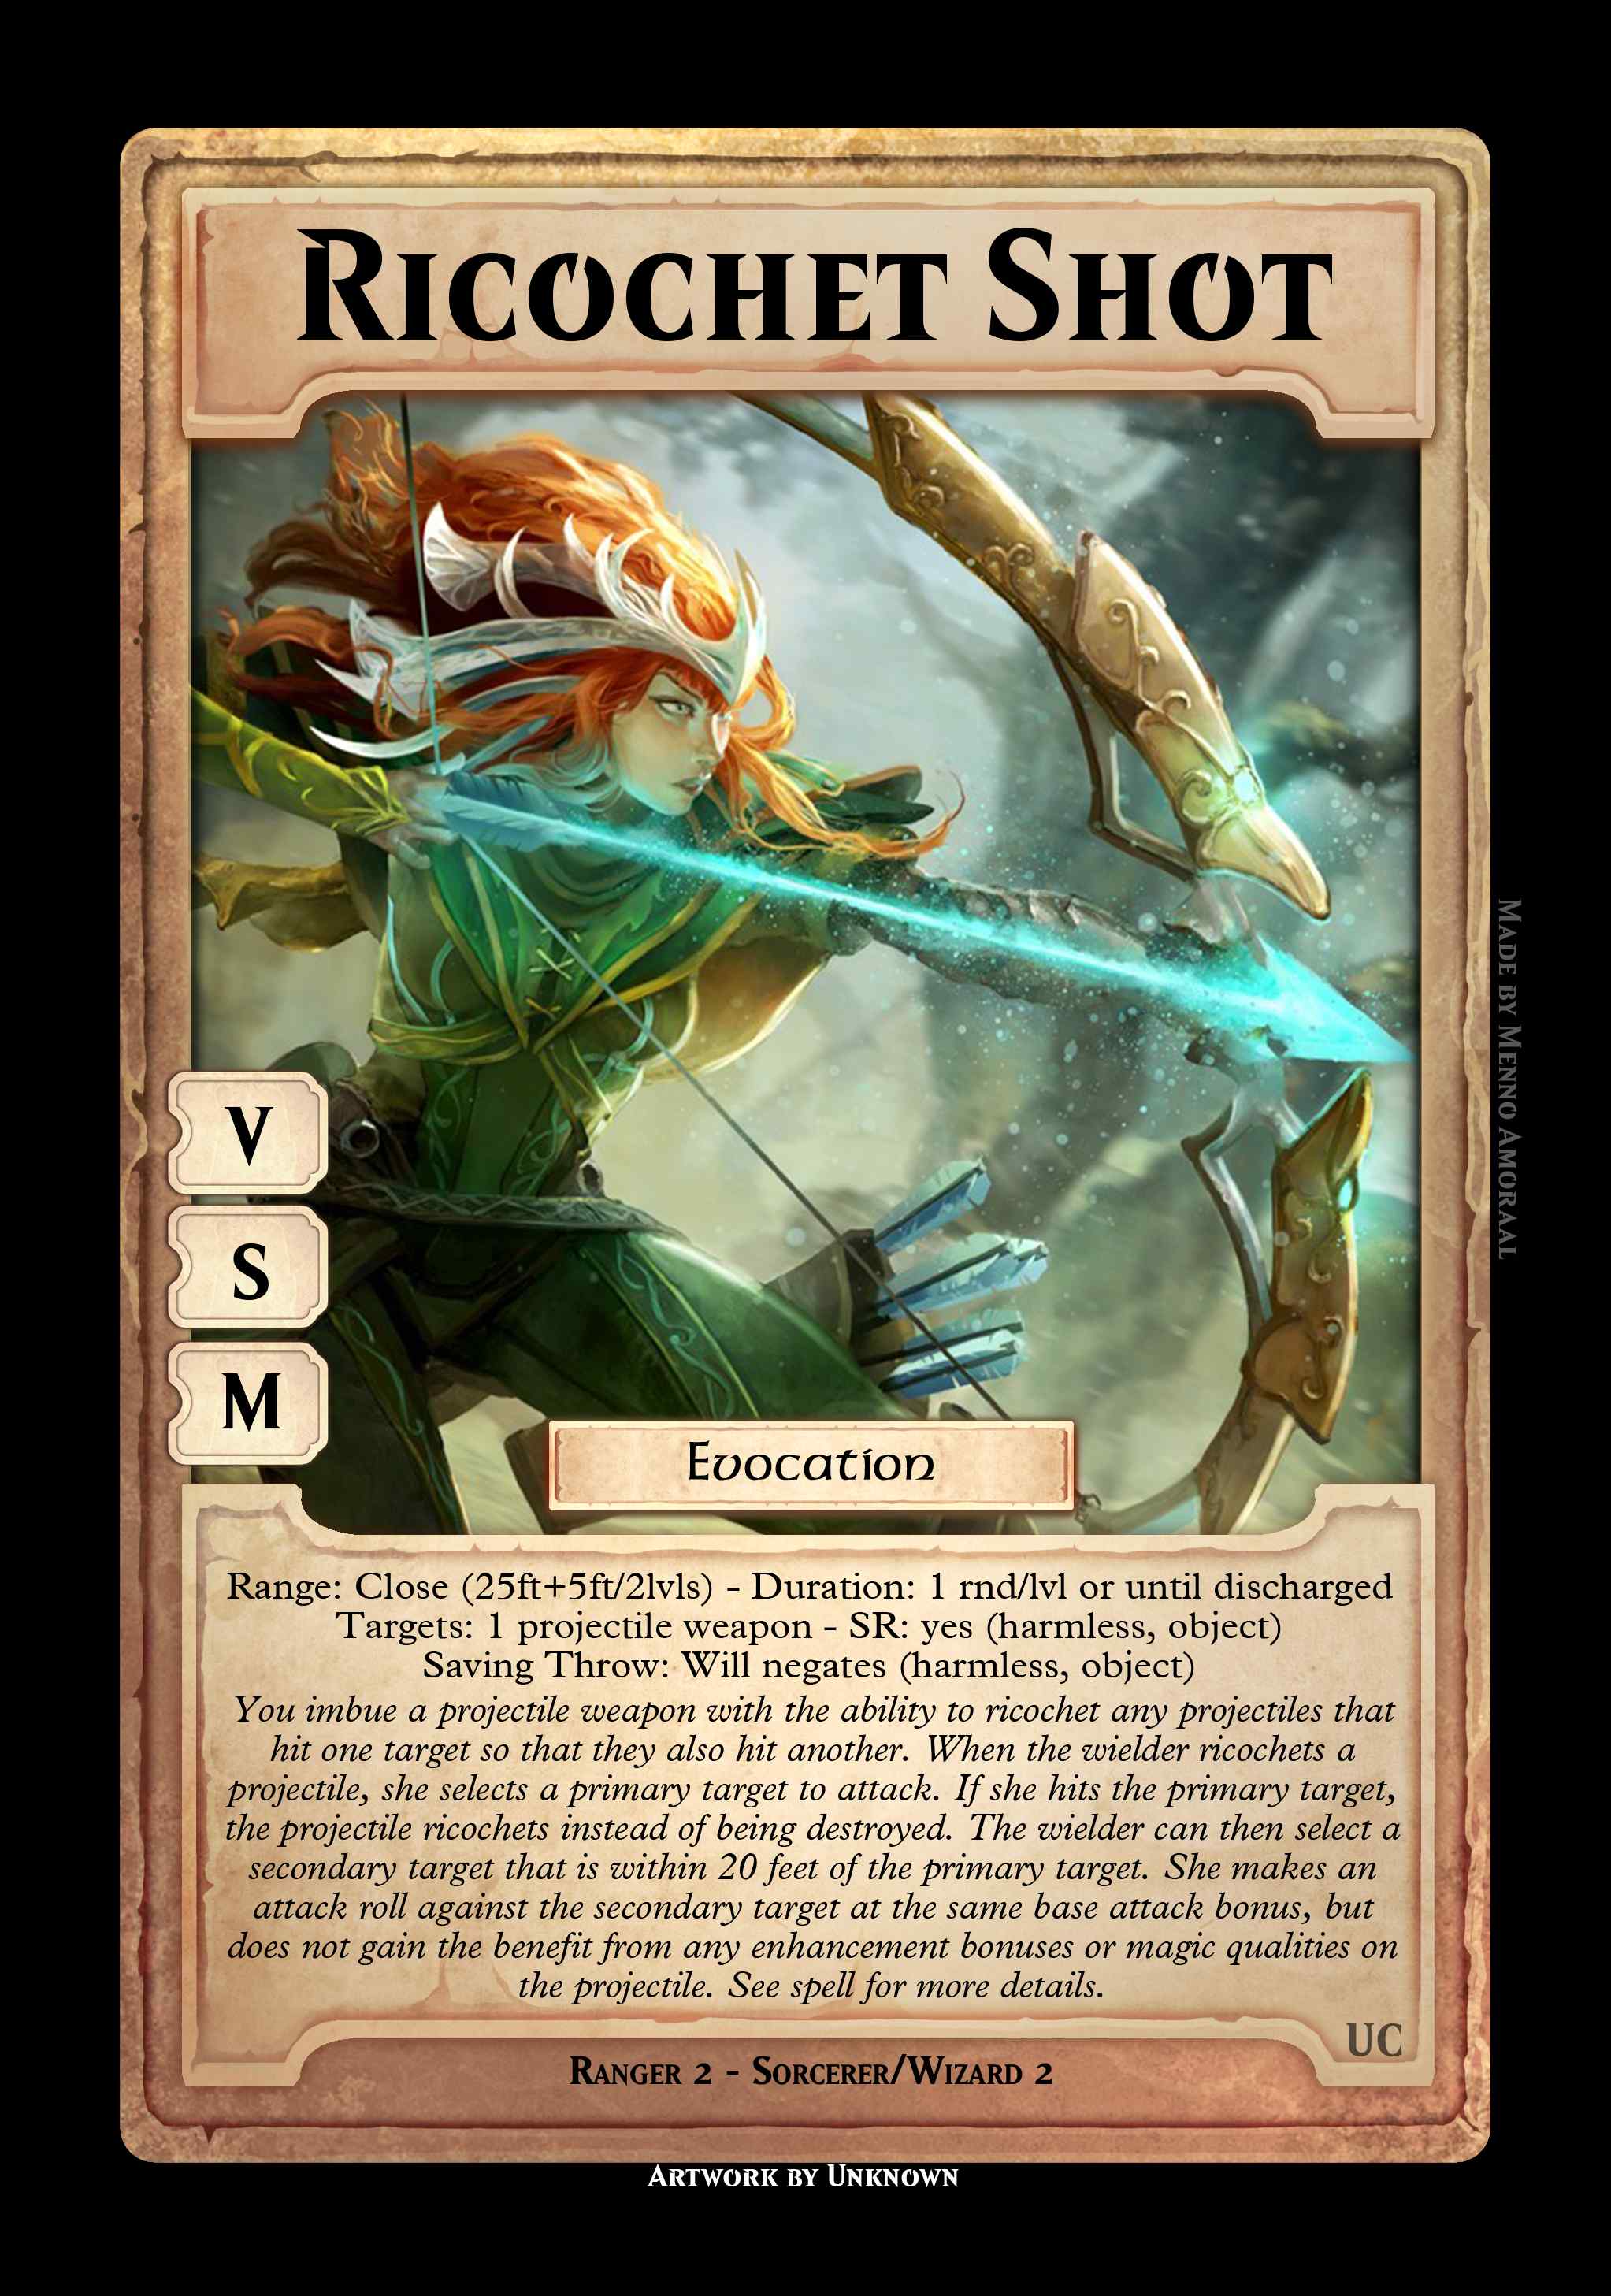 Ricochet Shot
Made by Menno Amoraal
V
S
M
Evocation
Range: Close (25ft+5ft/2lvls) - Duration: 1 rnd/lvl or until discharged
Targets: 1 projectile weapon - SR: yes (harmless, object)
Saving Throw: Will negates (harmless, object)
You imbue a projectile weapon with the ability to ricochet any projectiles that
hit one target so that they also hit another. When the wielder ricochets a
projectile, she selects a primary target to attack. If she hits the primary target,
the projectile ricochets instead of being destroyed. The wielder can then select a
secondary target that is within 20 feet of the primary target. She makes an
attack roll against the secondary target at the same base attack bonus, but
does not gain the benefit from any enhancement bonuses or magic qualities on
the projectile. See spell for more details.
UC
Ranger 2 - Sorcerer/Wizard 2
Artwork by Unknown